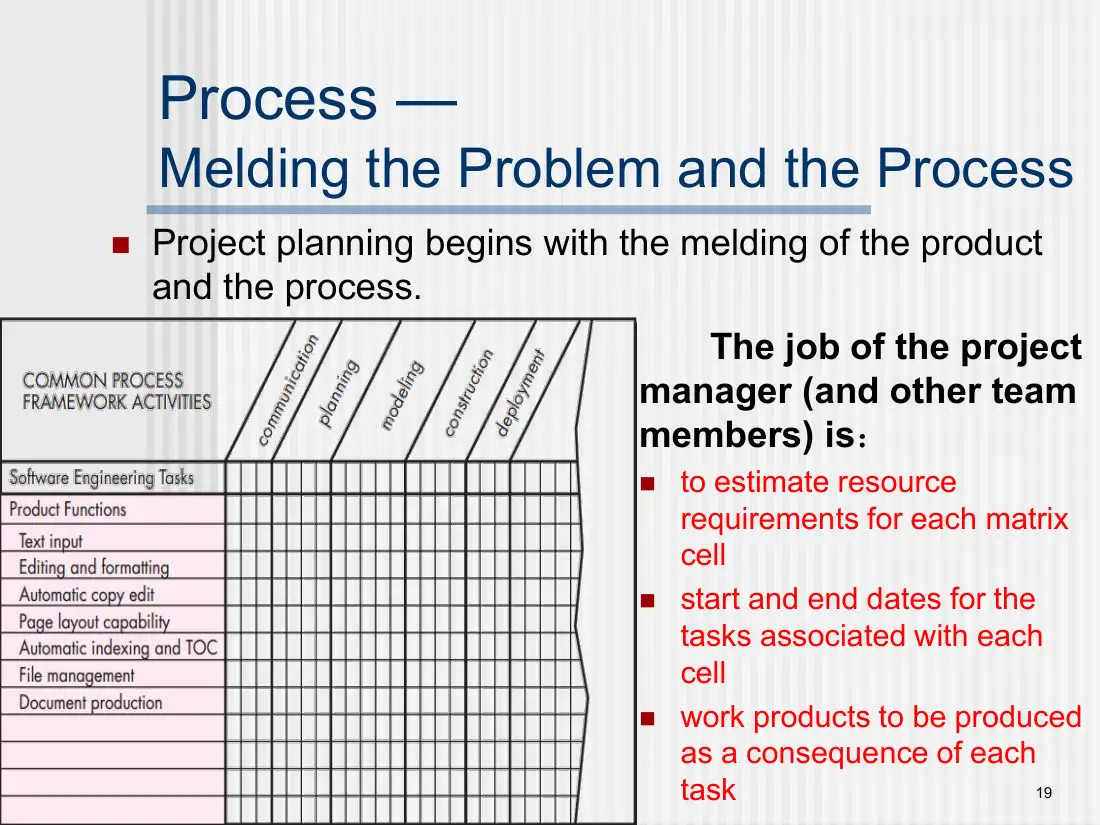 Process —
Melding the Problem and the Process
■ Project planning begins with the melding of the product
and the process.
COMMON PROCESS
FRAMEWORK ACTIVITIES
communication
planning
modeling
construction
deployment
Software Engineering Tasks
Product Functions
Text input
Editing and formatting
Automatic copy edit
Page layout capability
Automatic indexing and TOC
File management
Document production
The job of the project
manager (and other team
members) is：
■ to estimate resource
requirements for each matrix
cell
■ start and end dates for the
tasks associated with each
cell
■ work products to be produced
as a consequence of each
task
19